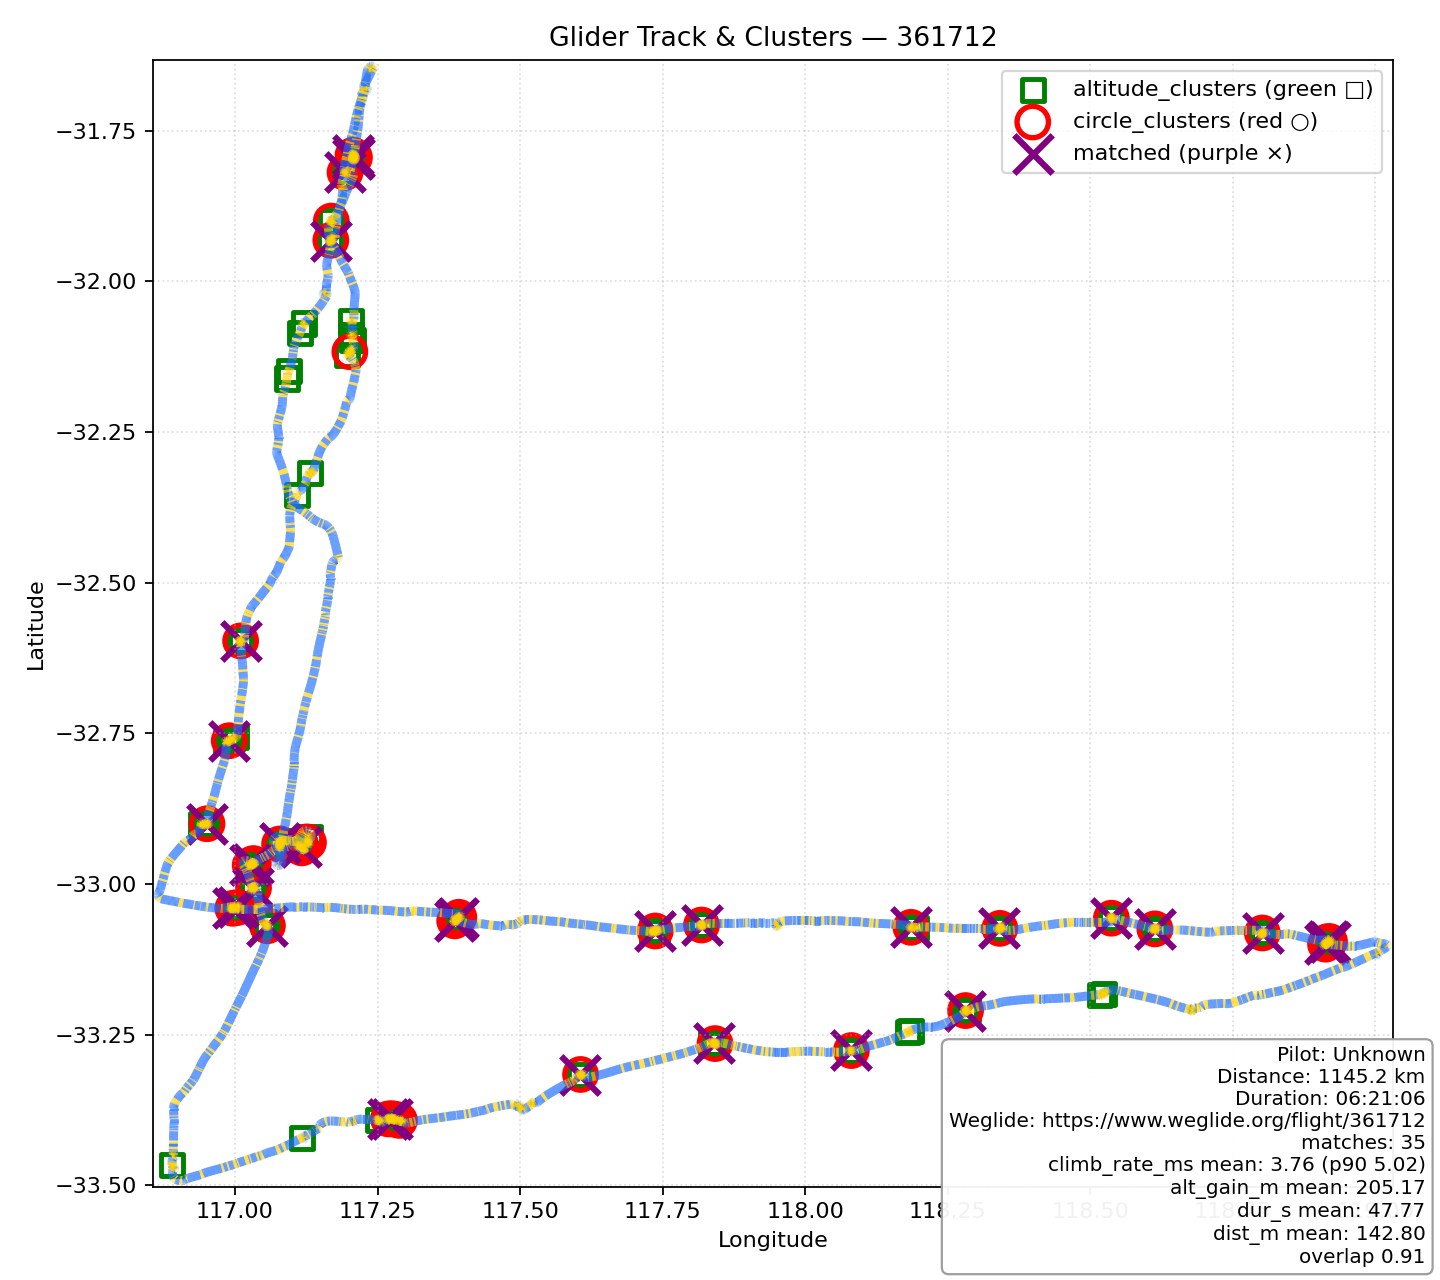 Glider Track & Clusters — 361712
altitude_clusters (green □)
circle_clusters (red ○)
matched (purple ×)
−31.75
−32.00
−32.25
−32.50
−32.75
−33.00
−33.25
−33.50
Latitude
117.00 117.25 117.50 117.75 118.00 118.25 118.50
Longitude
Pilot: Unknown
Distance: 1145.2 km
Duration: 06:21:06
Weglide: https://www.weglide.org/flight/361712
matches: 35
climb_rate_ms mean: 3.76 (p90 5.02)
alt_gain_m mean: 205.17
dur_s mean: 47.77
dist_m mean: 142.80
overlap 0.91